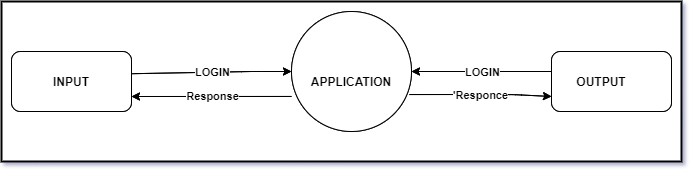 LOGIN
LOGIN
INPUT
APPLICATION
OUTPUT
Response
'Responce